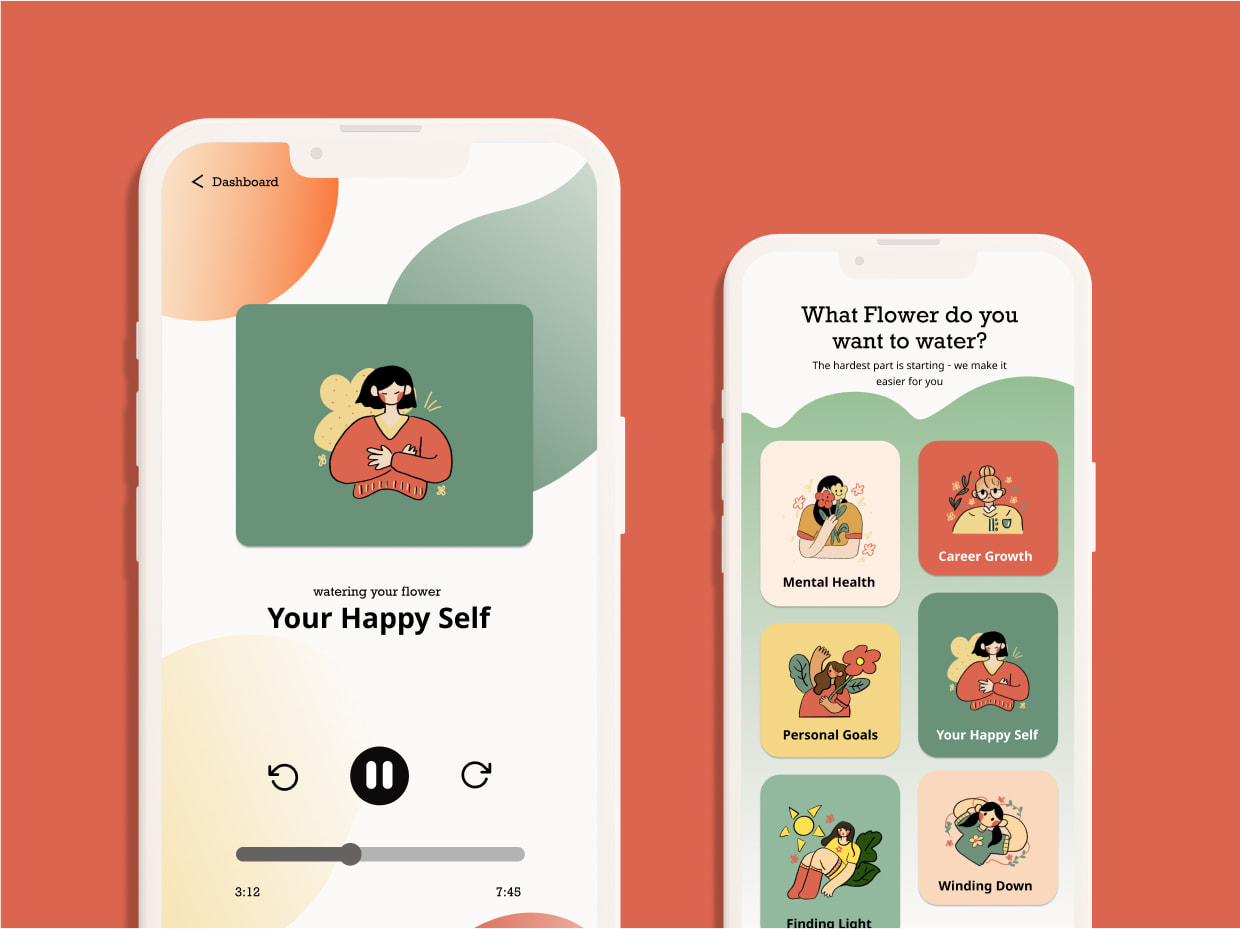 Dashboard
watering your flower
Your Happy Self
3:12
7:45
What Flower do you
want to water?
The hardest part is starting - we make it
easier for you
Mental Health
Career Growth
Personal Goals
Your Happy Self
Finding Light
Winding Down